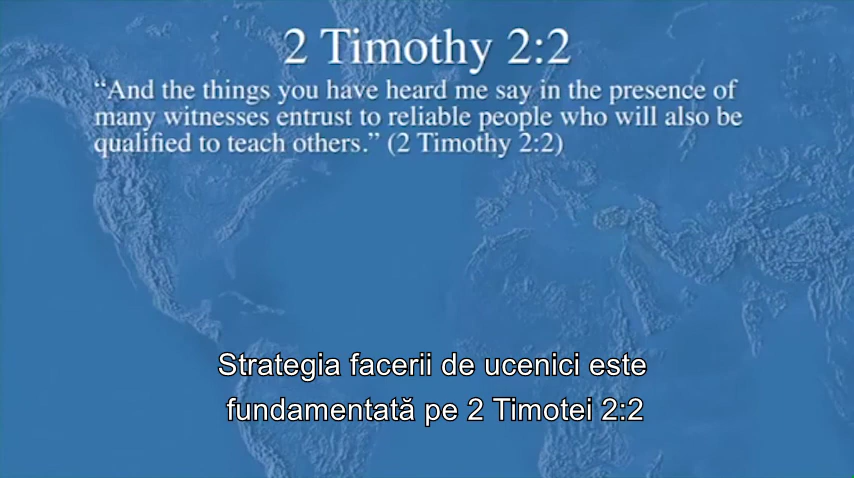 2 Timothy 2:2
“And the things you have heard me say in the presence of
many witnesses entrust to reliable people who will also be
qualified to teach others.” (2 Timothy 2:2)
Strategia facerii de ucenici este
fundamentată pe 2 Timotei 2:2